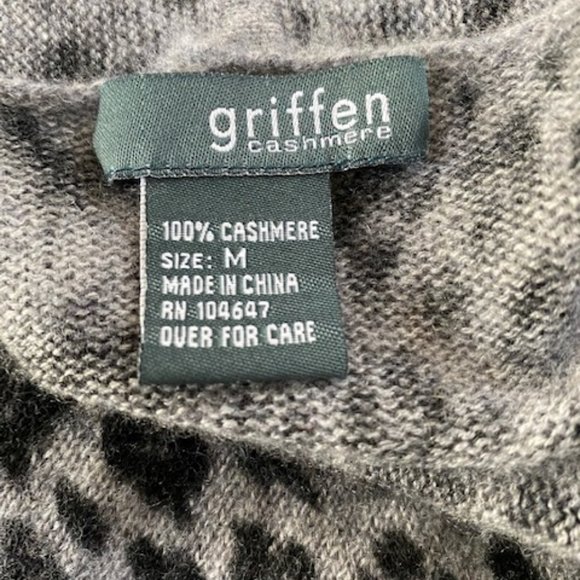 griffen
cashmere
100% CASHMERE
SIZE: M
MADE IN CHINA
RN 104647
OVER FOR CARE